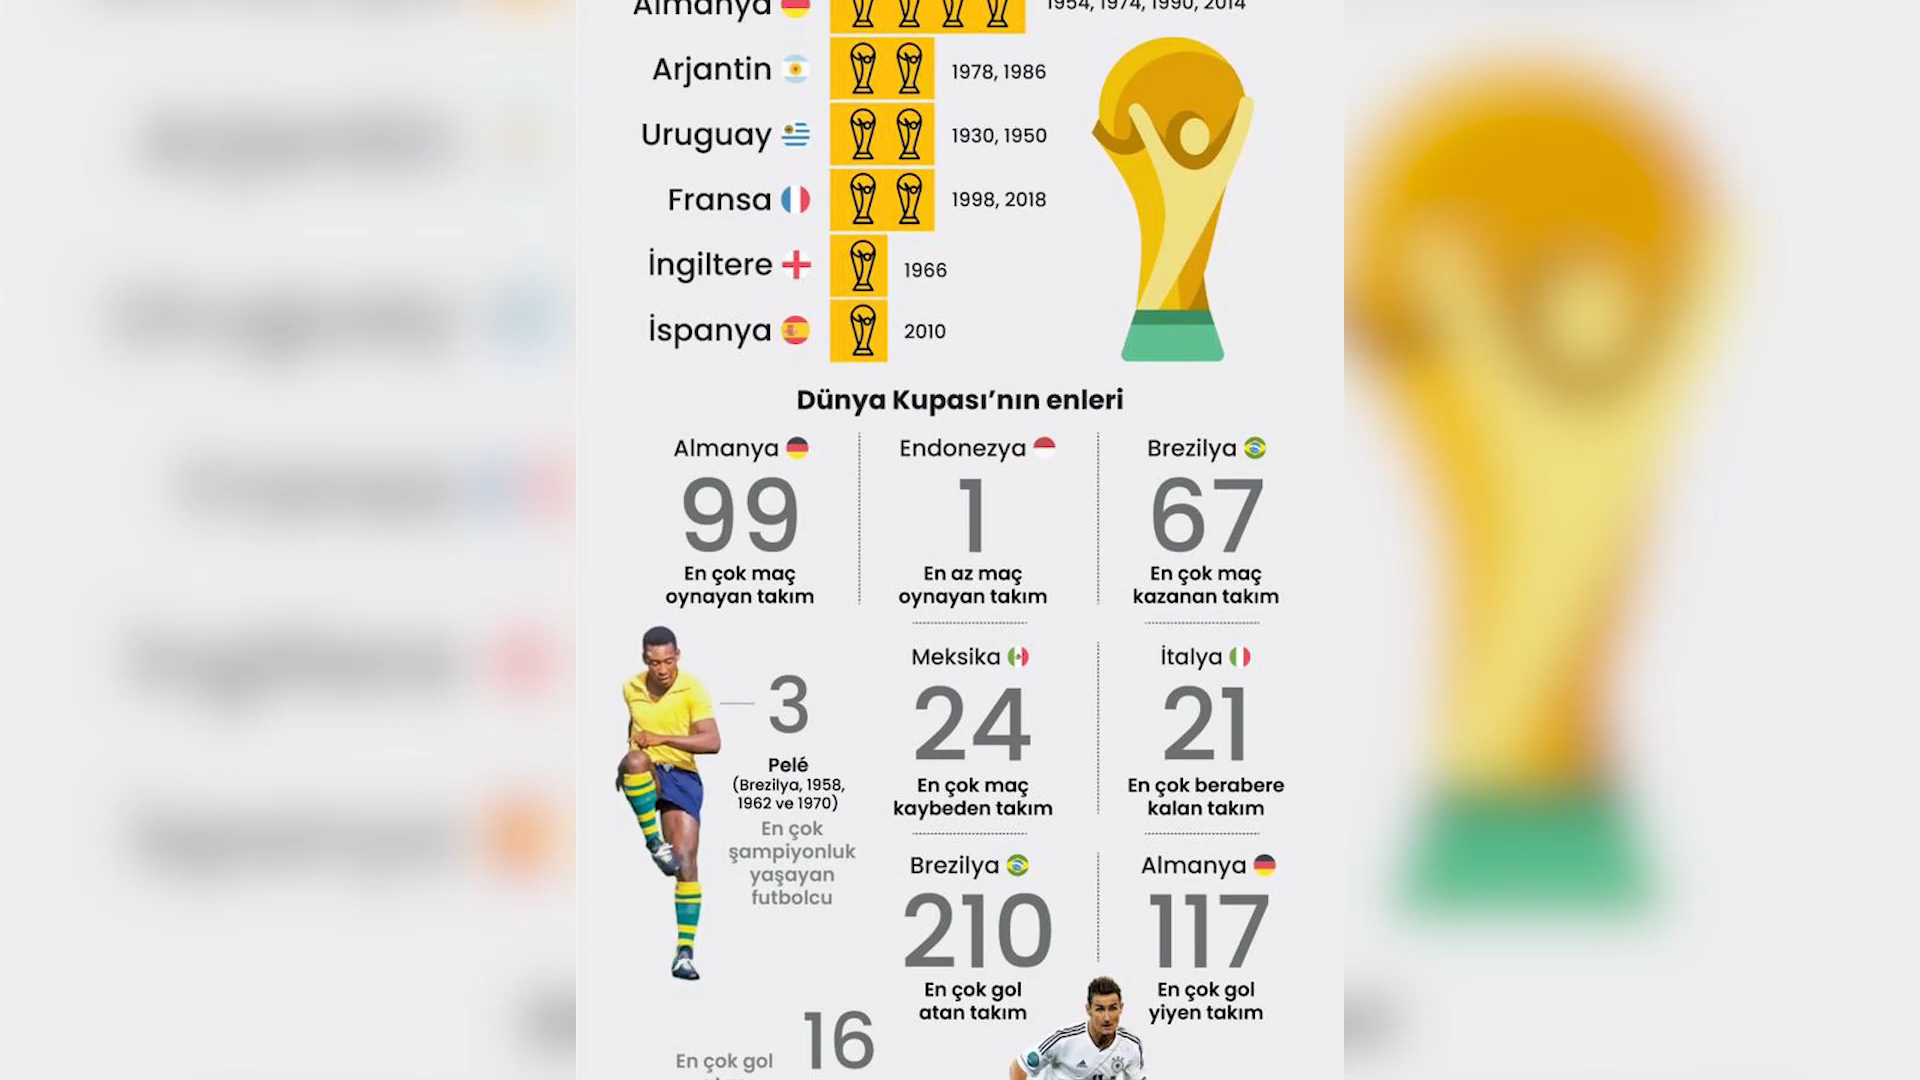 Almanya 1954, 1974, 1990, 2014
Arjantin 1978, 1986
Uruguay 1930, 1950
Fransa 1998, 2018
İngiltere 1966
İspanya 2010
Dünya Kupası’nın enleri
Almanya
99
En çok maç
oynayan takım
Endonezya
1
En az maç
oynayan takım
Brezilya
67
En çok maç
kazanan takım
3
Pelé
(Brezilya, 1958,
1962 ve 1970)
En çok
şampiyonluk
yaşayan
futbolcu
Meksika
24
En çok maç
kaybeden takım
İtalya
21
En çok berabere
kalan takım
Brezilya
210
En çok gol
atan takım
Almanya
117
En çok gol
yiyen takım
16
En çok gol